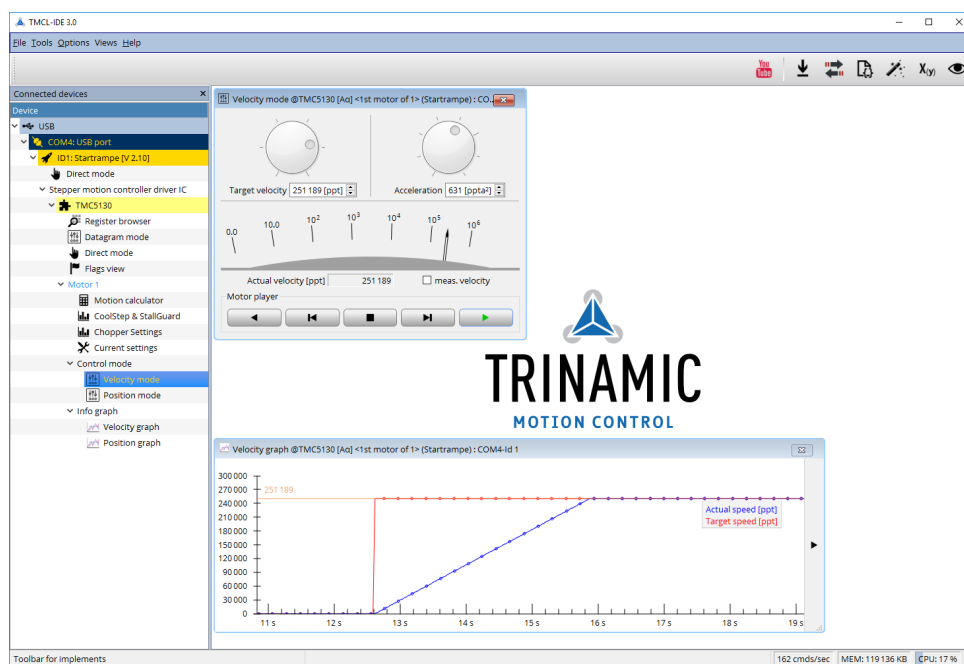 TMCL-IDE 3.0
File Tools Options Views Help
You Tube
X(y)
Connected devices
Device
USB
COM4: USB port
ID1: Startrampe [V 2.10]
Direct mode
Stepper motion controller driver IC
TMC5130
Register browser
Datagram mode
Direct mode
Flags view
Motor 1
Motion calculator
CoolStep & StallGuard
Chopper Settings
Current settings
Control mode
Velocity mode
Position mode
Info graph
Velocity graph
Position graph
Velocity mode @TMC5130 [Aq] <1st motor of 1> (Startrampe) : CO...
Target velocity 251 189 [ppt]
Acceleration 631 [ppta²]
0.0 10.0 10² 10³ 10⁴ 10⁵ 10⁶
Actual velocity [ppt] 251 189 meas. velocity
Motor player
TRINAMIC
MOTION CONTROL
Velocity graph @TMC5130 [Aq] <1st motor of 1> (Startrampe) : COM4-Id 1
300 000
270 000
240 000
210 000
180 000
150 000
120 000
90 000
60 000
30 000
0
251 189
Actual speed [ppt]
Target speed [ppt]
11 s 12 s 13 s 14 s 15 s 16 s 17 s 18 s 19 s
Toolbar for implements
162 cmds/sec MEM: 119 136 KB CPU: 17 %